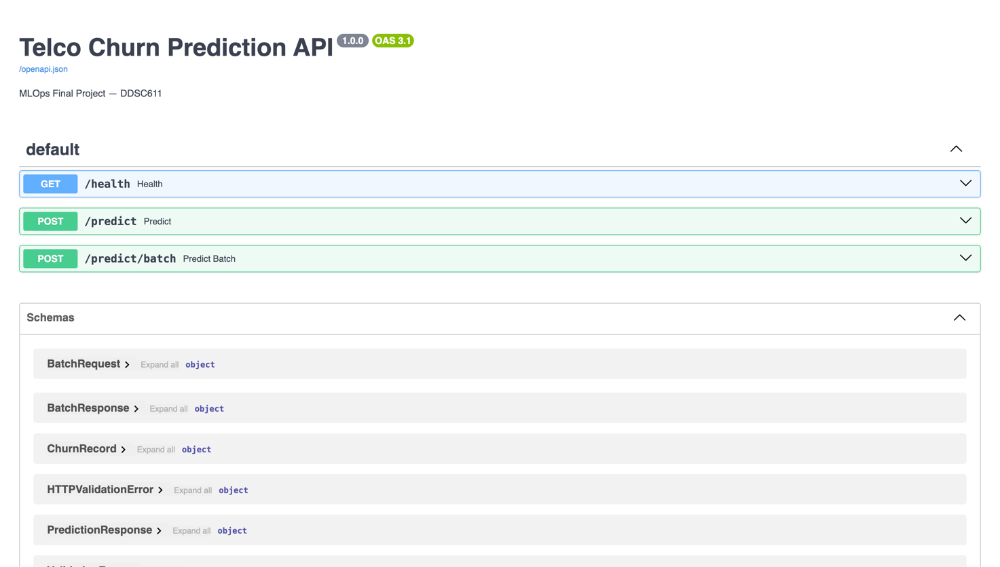 Telco Churn Prediction API 1.0.0 OAS 3.1
/openapi.json
MLOps Final Project — DDSC611
default
GET /health Health
POST /predict Predict
POST /predict/batch Predict Batch
Schemas
BatchRequest Expand all object
BatchResponse Expand all object
ChurnRecord Expand all object
HTTPValidationError Expand all object
PredictionResponse Expand all object